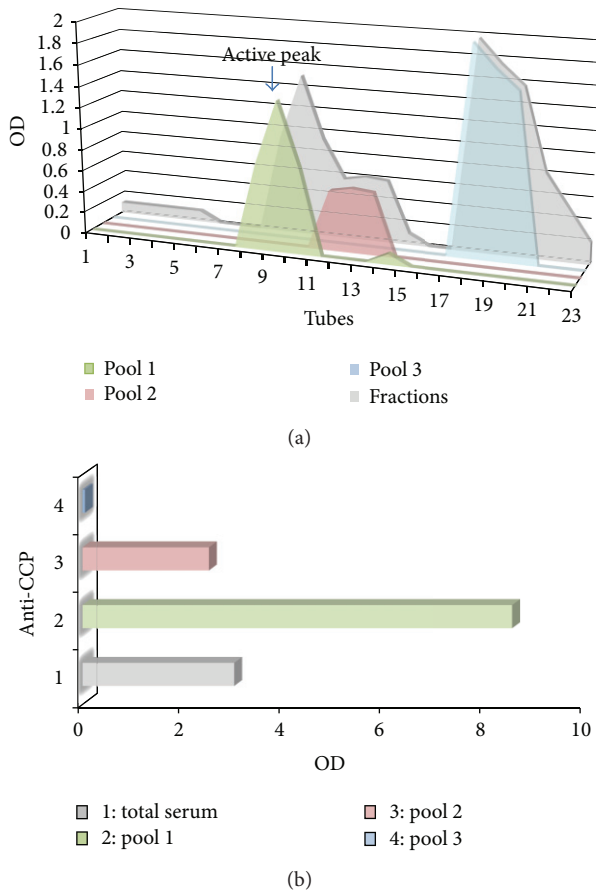 2
1.8
1.6
1.4
1.2
1
0.8
0.6
0.4
0.2
0
OD
Active peak
1 3 5 7 9 11 13 15 17 19 21 23
Tubes
Pool 1
Pool 2
Pool 3
Fractions
(a)
4
3
2
1
Anti-CCP
0 2 4 6 8 10
OD
1: total serum
2: pool 1
3: pool 2
4: pool 3
(b)